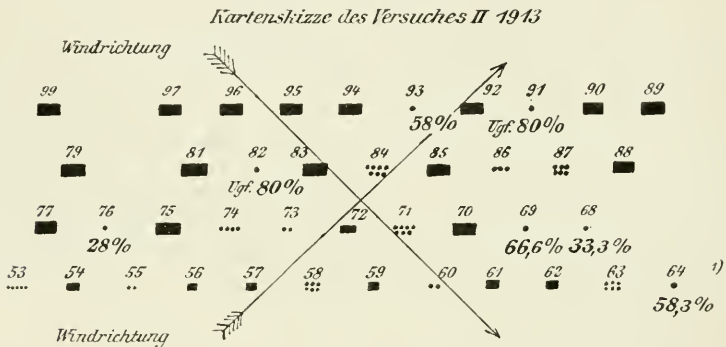 Kartenskizze des Versuches II 1913
Windrichtung
99 97 96 95 94 93 92 91 90 89
58% Ugf. 80%
79 81 82 83 84 85 86 87 88
Ugf. 80%
77 76 75 74 73 72 71 70 69 68
28% 66,6% 33,3%
53 54 55 56 57 58 59 60 61 62 63 64 1)
58,3%
Windrichtung